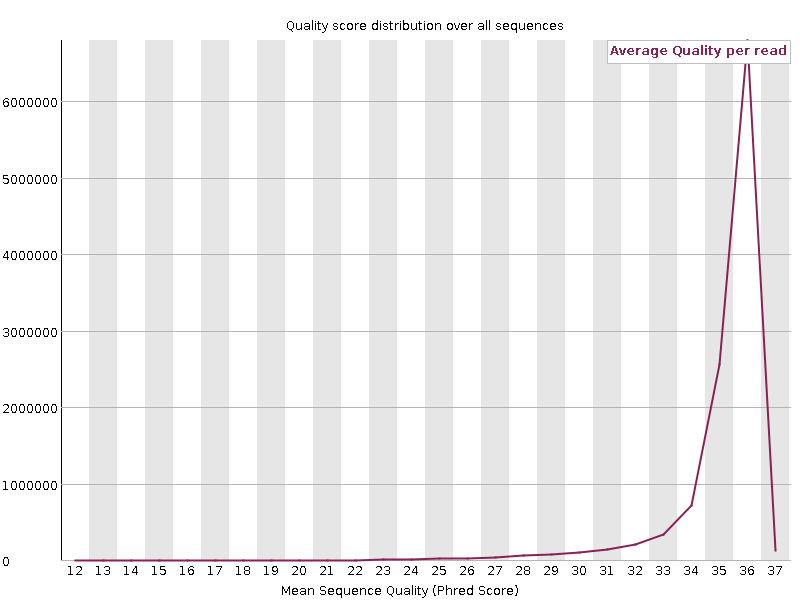 Quality score distribution over all sequences
Average Quality per read
6000000
5000000
4000000
3000000
2000000
1000000
0
12 13 14 15 16 17 18 19 20 21 22 23 24 25 26 27 28 29 30 31 32 33 34 35 36 37
Mean Sequence Quality (Phred Score)